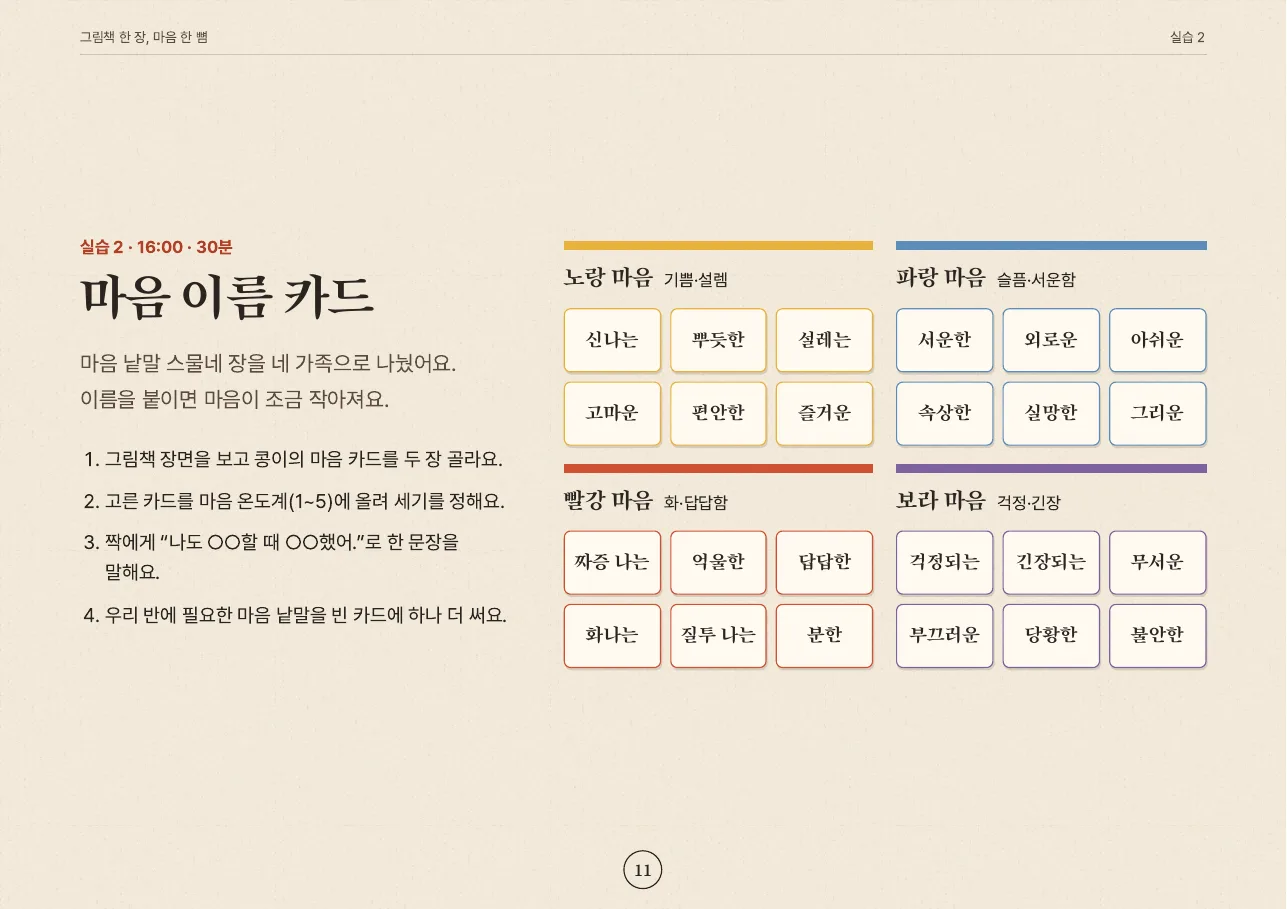 그림책 한 장, 마음 한 뼘
실습 2
실습 2 · 16:00 · 30분
마음 이름 카드
마음 낱말 스물네 장을 네 가족으로 나눴어요.
이름을 붙이면 마음이 조금 작아져요.
1. 그림책 장면을 보고 콩이의 마음 카드를 두 장 골라요.
2. 고른 카드를 마음 온도계(1~5)에 올려 세기를 정해요.
3. 짝에게 “나도 ○○할 때 ○○했어.”로 한 문장을
말해요.
4. 우리 반에 필요한 마음 낱말을 빈 카드에 하나 더 써요.
노랑 마음 기쁨·설렘
신나는 뿌듯한 설레는
고마운 편안한 즐거운
파랑 마음 슬픔·서운함
서운한 외로운 아쉬운
속상한 실망한 그리운
빨강 마음 화·답답함
짜증 나는 억울한 답답한
화나는 질투 나는 분한
보라 마음 걱정·긴장
걱정되는 긴장되는 무서운
부끄러운 당황한 불안한
11